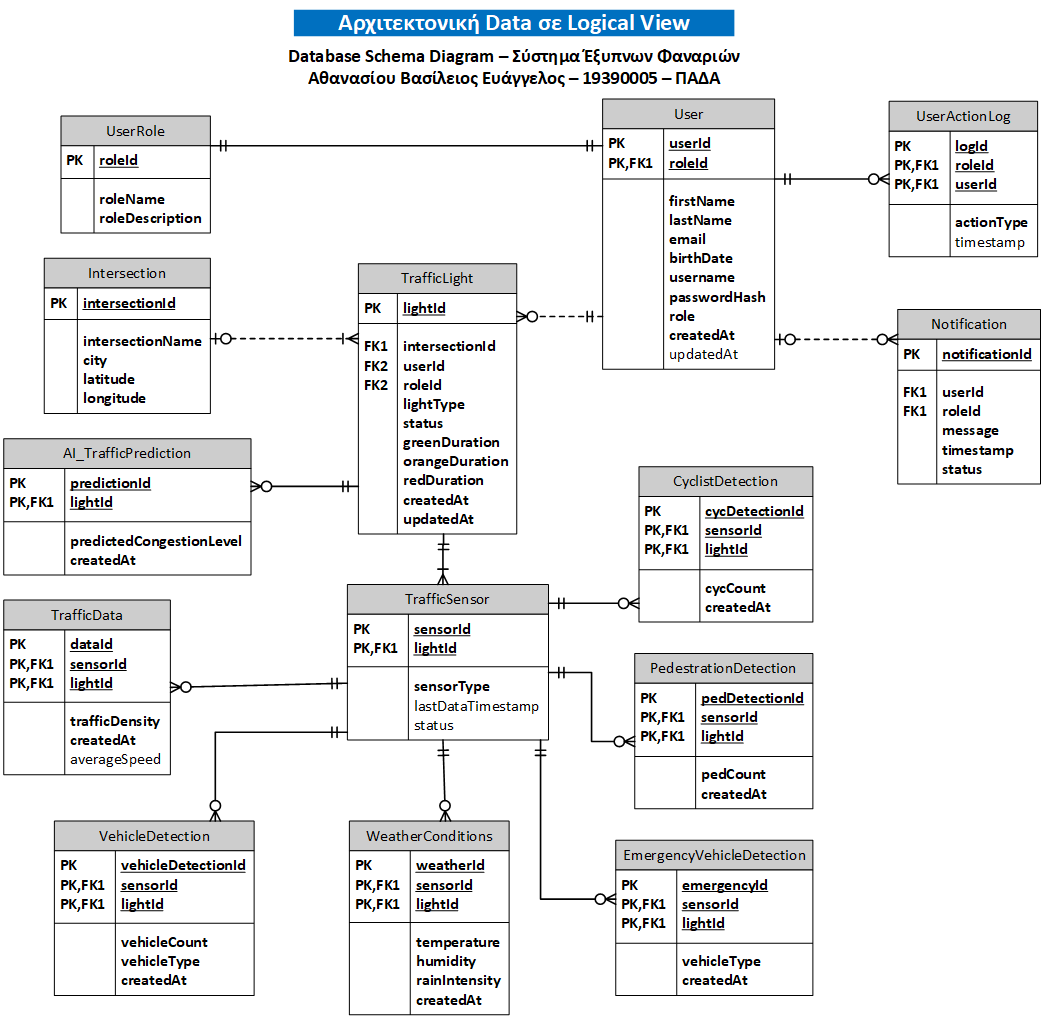 Αρχιτεκτονική Data σε Logical View
Database Schema Diagram – Σύστημα Έξυπνων Φαναριών
Αθανασίου Βασίλειος Ευάγγελος – 19390005 – ΠΑΔΑ
UserRole
PK roleId
roleName
roleDescription
User
PK userId
PK,FK1 roleId
firstName
lastName
email
birthDate
username
passwordHash
role
createdAt
updatedAt
UserActionLog
PK logId
PK,FK1 roleId
PK,FK1 userId
actionType
timestamp
Intersection
PK intersectionId
intersectionName
city
latitude
longitude
TrafficLight
PK lightId
FK1 intersectionId
FK2 userId
FK2 roleId
lightType
status
greenDuration
orangeDuration
redDuration
createdAt
updatedAt
Notification
PK notificationId
FK1 userId
FK1 roleId
message
timestamp
status
AI_TrafficPrediction
PK predictionId
PK,FK1 lightId
predictedCongestionLevel
createdAt
CyclistDetection
PK cycDetectionId
PK,FK1 sensorId
PK,FK1 lightId
cycCount
createdAt
TrafficData
PK dataId
PK,FK1 sensorId
PK,FK1 lightId
trafficDensity
createdAt
averageSpeed
TrafficSensor
PK sensorId
PK,FK1 lightId
sensorType
lastDataTimestamp
status
PedestrationDetection
PK pedDetectionId
PK,FK1 sensorId
PK,FK1 lightId
pedCount
createdAt
VehicleDetection
PK vehicleDetectionId
PK,FK1 sensorId
PK,FK1 lightId
vehicleCount
vehicleType
createdAt
WeatherConditions
PK weatherId
PK,FK1 sensorId
PK,FK1 lightId
temperature
humidity
rainIntensity
createdAt
EmergencyVehicleDetection
PK emergencyId
PK,FK1 sensorId
PK,FK1 lightId
vehicleType
createdAt